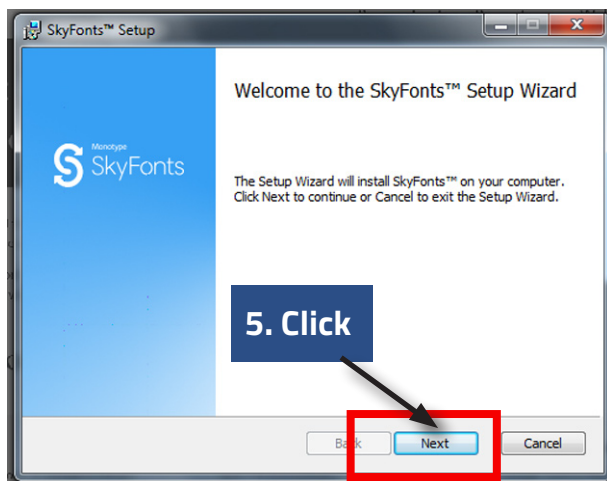 SkyFonts™ Setup
Welcome to the SkyFonts™ Setup Wizard
Monotype
SkyFonts
The Setup Wizard will install SkyFonts™ on your computer.
Click Next to continue or Cancel to exit the Setup Wizard.
5. Click
Back Next Cancel